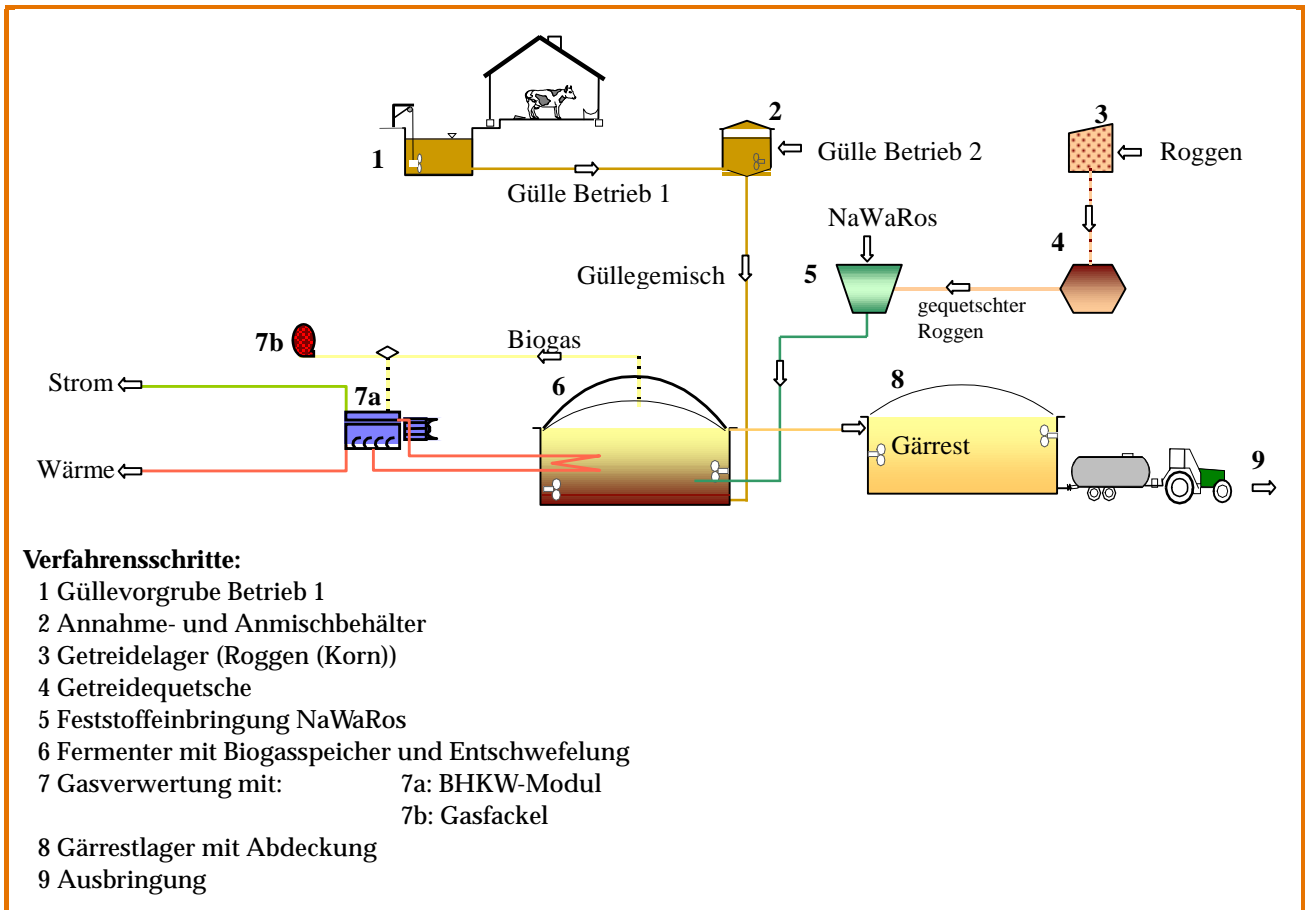 2
3
1
Gülle Betrieb 2
Roggen
Gülle Betrieb 1
NaWaRos
4
Güllegemisch
5
gequetschter
Roggen
7b
Biogas
Strom
7a
6
8
Wärme
Gärrest
9
Verfahrensschritte:
1 Güllevorgrube Betrieb 1
2 Annahme- und Anmischbehälter
3 Getreidelager (Roggen (Korn))
4 Getreidequetsche
5 Feststoffeinbringung NaWaRos
6 Fermenter mit Biogasspeicher und Entschwefelung
7 Gasverwertung mit: 7a: BHKW-Modul
7b: Gasfackel
8 Gärrestlager mit Abdeckung
9 Ausbringung